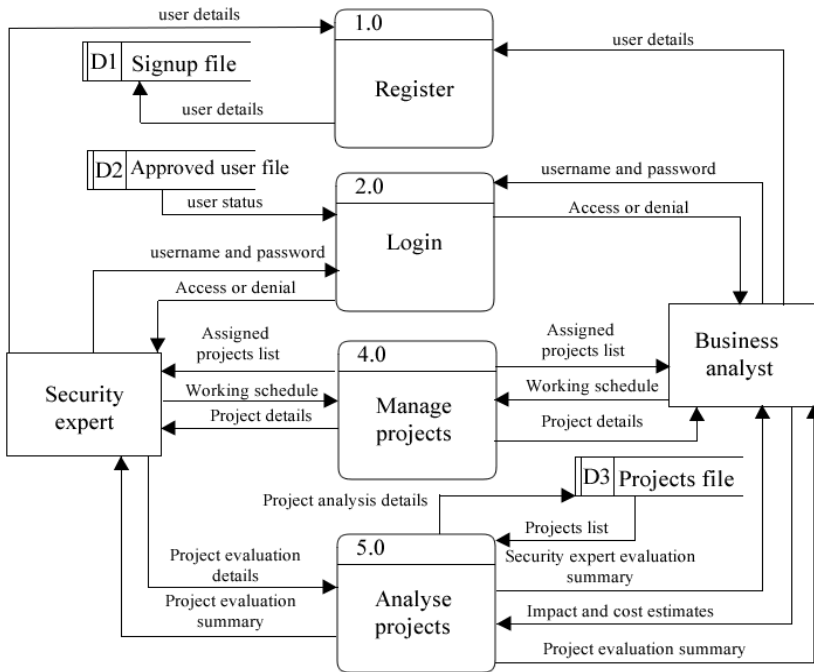 user details
1.0
user details
D1 Signup file
Register
user details
D2 Approved user file
2.0
username and password
user status
Access or denial
Login
username and password
Access or denial
Assigned
projects list
4.0
Assigned
projects list
Business
analyst
Security
expert
Working schedule
Manage
projects
Working schedule
Project details
Project details
D3 Projects file
Project analysis details
Projects list
5.0
Project evaluation
details
Security expert evaluation
summary
Project evaluation
summary
Analyse
projects
Impact and cost estimates
Project evaluation summary